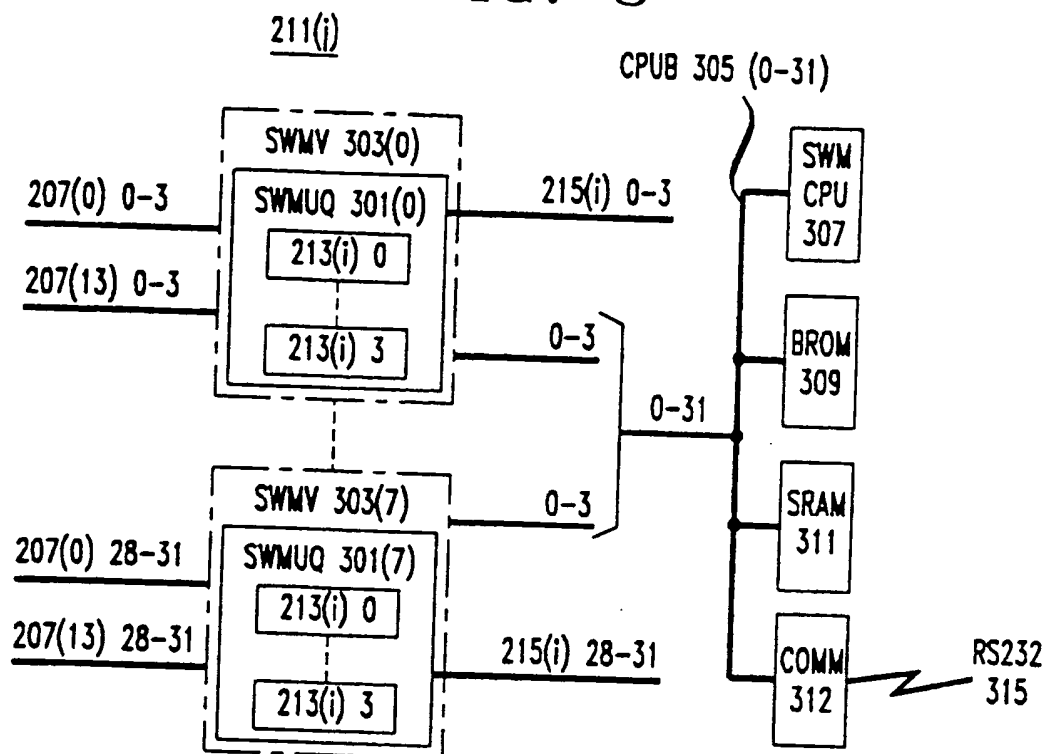 211(j)
CPUB 305 (0-31)
SWMV 303(0)
SWMUQ 301(0)
213(i) 0
213(i) 3
207(0) 0-3
207(13) 0-3
215(i) 0-3
0-3
0-31
0-3
SWMV 303(7)
SWMUQ 301(7)
213(i) 0
213(i) 3
207(0) 28-31
207(13) 28-31
215(i) 28-31
SWM
CPU
307
BROM
309
SRAM
311
COMM
312
RS232
315